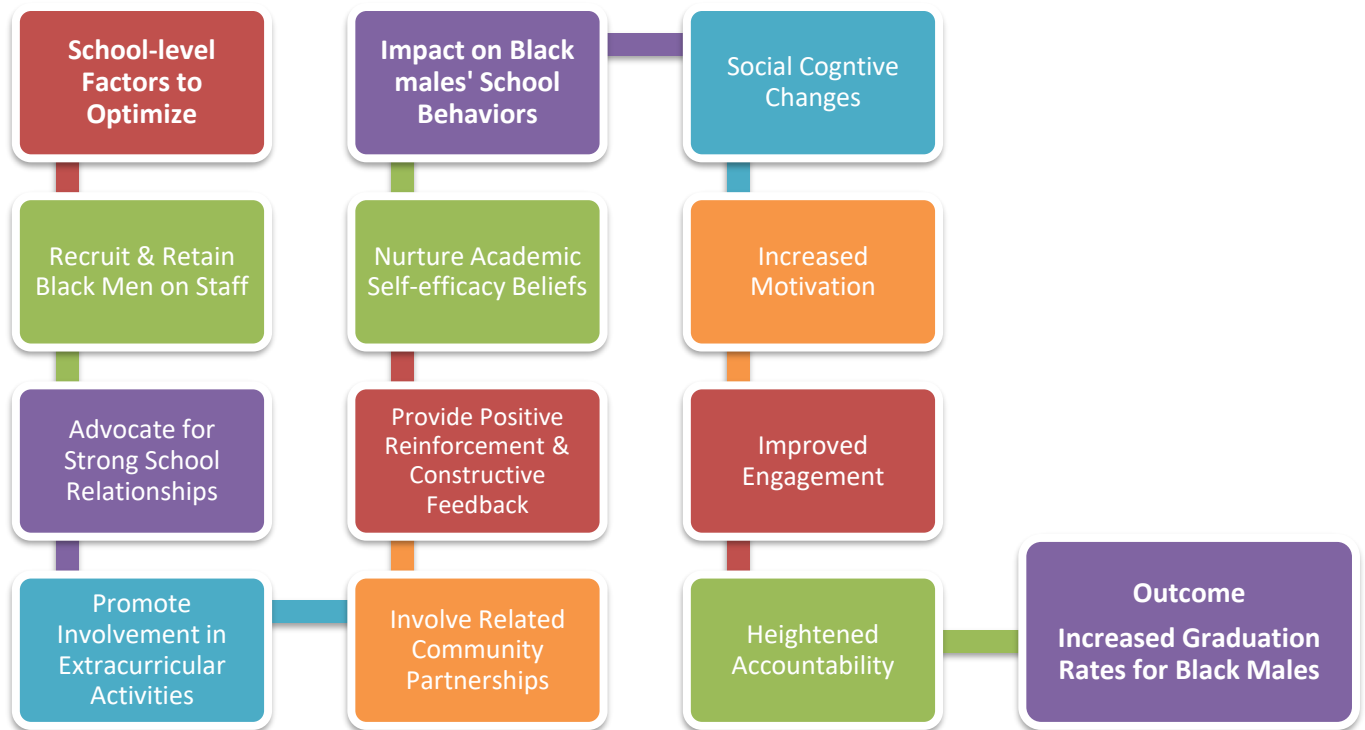 School-level
Factors to
Optimize
Recruit & Retain
Black Men on Staff
Advocate for
Strong School
Relationships
Promote
Involvement in
Extracurricular
Activities
Involve Related
Community
Partnerships
Provide Positive
Reinforcement &
Constructive
Feedback
Nurture Academic
Self-efficacy Beliefs
Impact on Black
males' School
Behaviors
Social Cogntive
Changes
Increased
Motivation
Improved
Engagement
Heightened
Accountability
Outcome
Increased Graduation
Rates for Black Males